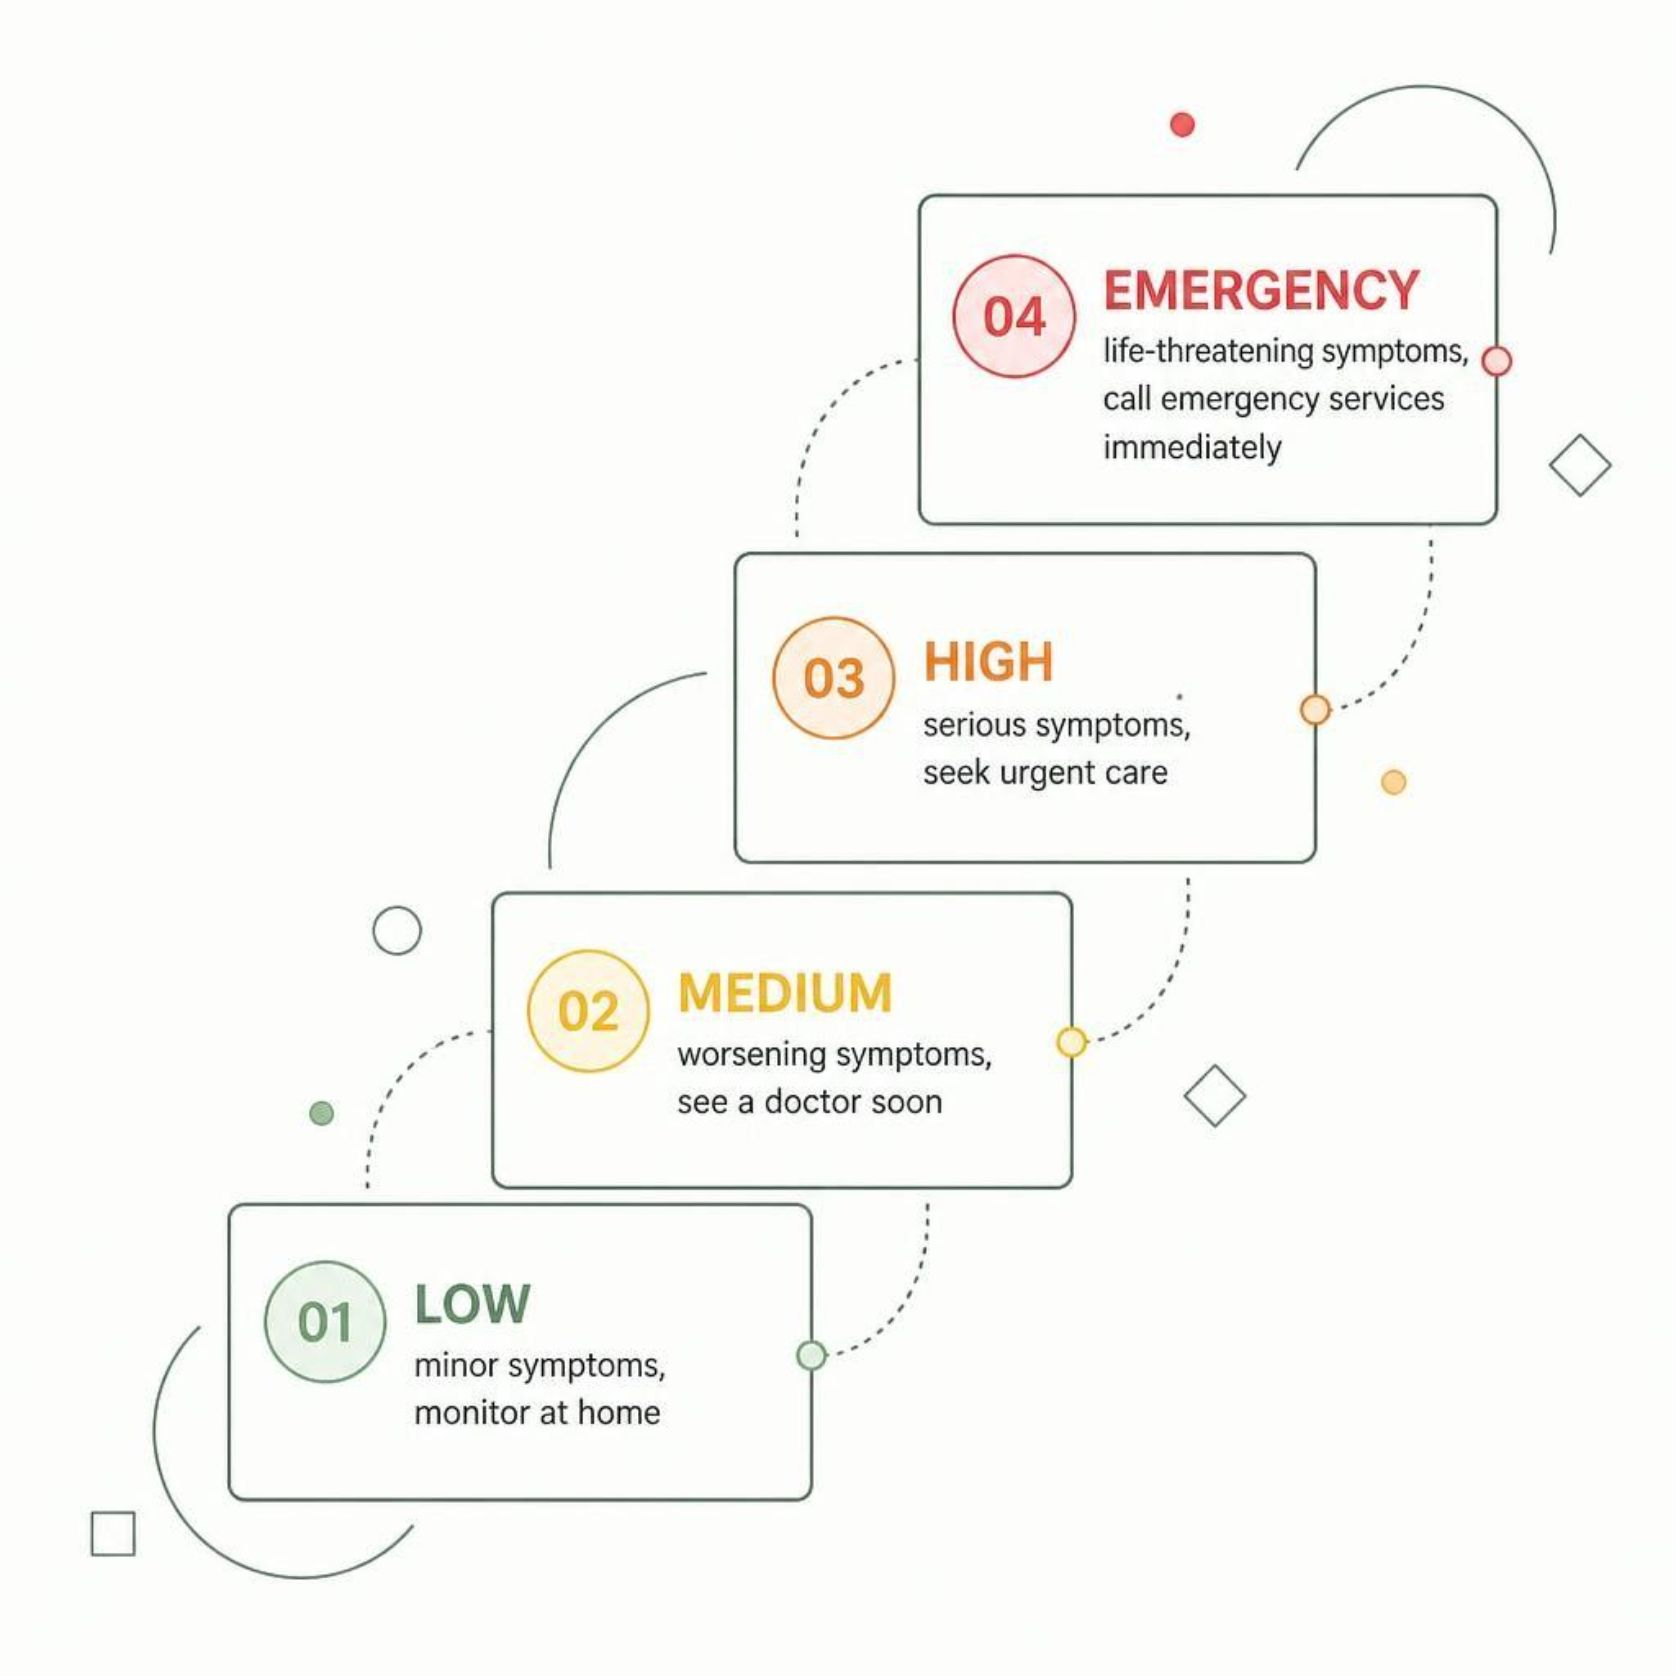 04
EMERGENCY
life-threatening symptoms,
call emergency services
immediately
03
HIGH
serious symptoms,
seek urgent care
02
MEDIUM
worsening symptoms,
see a doctor soon
01
LOW
minor symptoms,
monitor at home